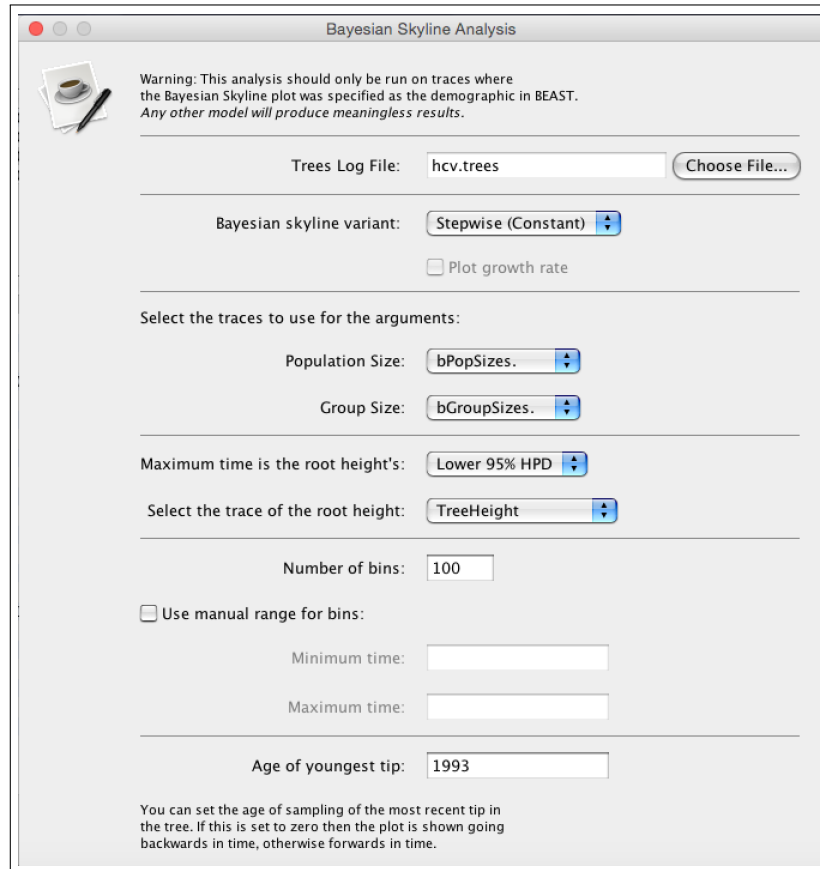 Bayesian Skyline Analysis
Warning: This analysis should only be run on traces where
the Bayesian Skyline plot was specified as the demographic in BEAST.
Any other model will produce meaningless results.
Trees Log File: hcv.trees Choose File...
Bayesian skyline variant: Stepwise (Constant)
Plot growth rate
Select the traces to use for the arguments:
Population Size: bPopSizes.
Group Size: bGroupSizes.
Maximum time is the root height's: Lower 95% HPD
Select the trace of the root height: TreeHeight
Number of bins: 100
Use manual range for bins:
Minimum time:
Maximum time:
Age of youngest tip: 1993
You can set the age of sampling of the most recent tip in
the tree. If this is set to zero then the plot is shown going
backwards in time, otherwise forwards in time.